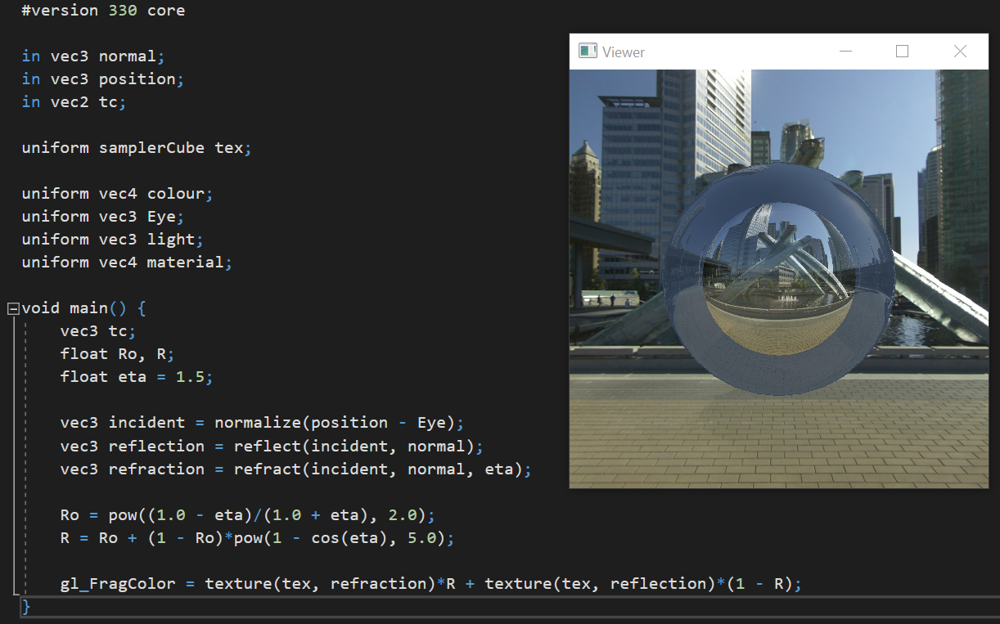 #version 330 core
in vec3 normal;
in vec3 position;
in vec2 tc;
uniform samplerCube tex;
uniform vec4 colour;
uniform vec3 Eye;
uniform vec3 light;
uniform vec4 material;
void main() {
vec3 tc;
float Ro, R;
float eta = 1.5;
vec3 incident = normalize(position - Eye);
vec3 reflection = reflect(incident, normal);
vec3 refraction = refract(incident, normal, eta);
Ro = pow((1.0 - eta)/(1.0 + eta), 2.0);
R = Ro + (1 - Ro)*pow(1 - cos(eta), 5.0);
gl_FragColor = texture(tex, refraction)*R + texture(tex, reflection)*(1 - R);
}
Viewer